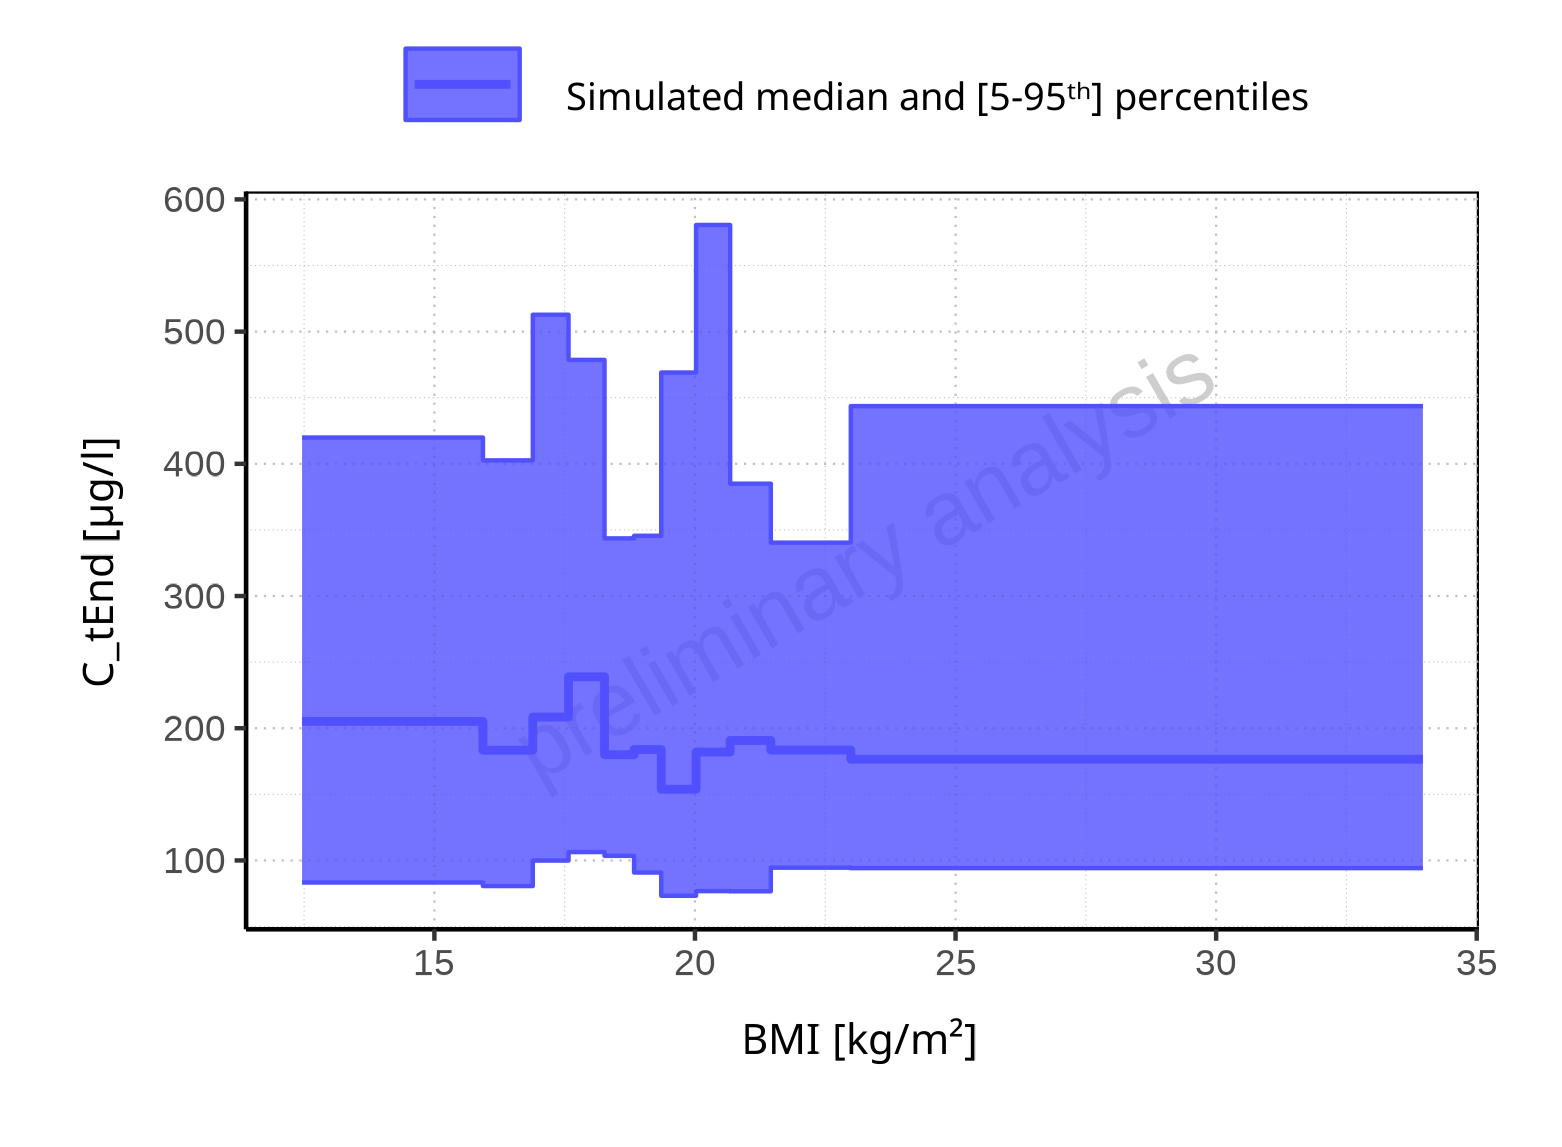 Simulated median and [5-95ᵗʰ] percentiles
600
500
400
300
200
100
C_tEnd [µg/l]
preliminary analysis
15 20 25 30 35
BMI [kg/m²]